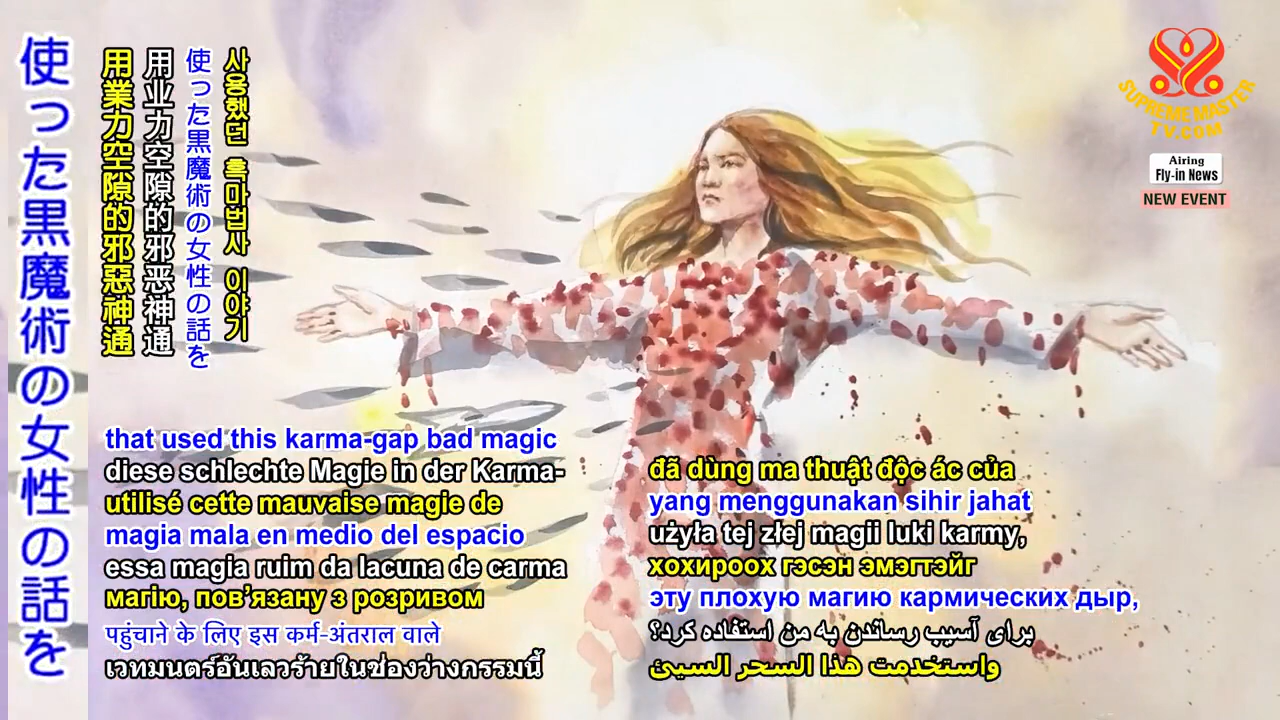 使った黒魔術の女性の話を
用業力空隙的邪惡神通
用业力空隙的邪恶神通
使った黒魔術の女性の話を
사용했던 흑마법사 이야기
SUPREME MASTER
TV.COM
Airing
Fly-in News
NEW EVENT
that used this karma-gap bad magic
diese schlechte Magie in der Karma-
utilisé cette mauvaise magie de
magia mala en medio del espacio
essa magia ruim da lacuna de carma
магію, пов’язану з розривом
पहुंचाने के लिए इस कर्म-अंतराल वाले
เวทมนตร์อันเลวร้ายในช่องว่างกรรมนี้
đã dùng ma thuật độc ác của
yang menggunakan sihir jahat
użyła tej złej magii luki karmy,
хохироох гэсэн эмэгтэйг
эту плохую магию кармических дыр,
برای آسیب رساندن به من استفاده کرد؟
واستخدمت هذا السحر السيئ